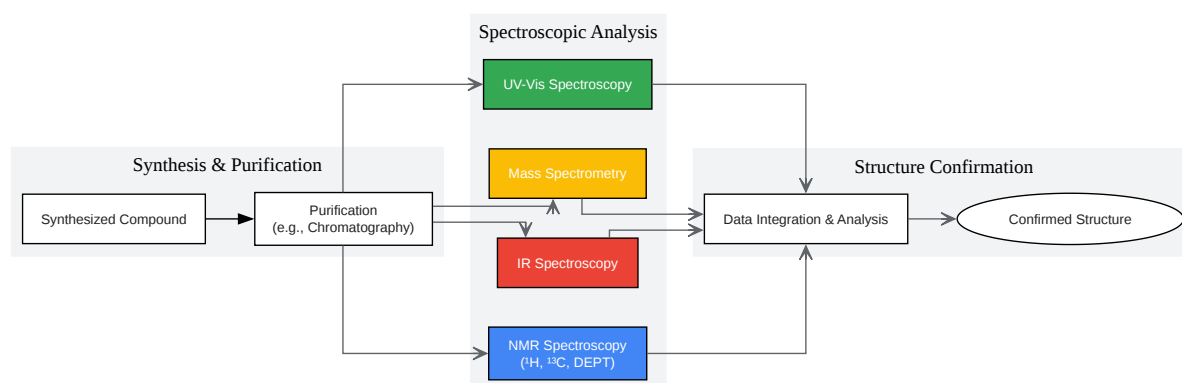 Spectroscopic Analysis
UV-Vis Spectroscopy
Synthesis & Purification
Mass Spectrometry
Structure Confirmation
Synthesized Compound
Purification
(e.g., Chromatography)
Data Integration & Analysis
Confirmed Structure
IR Spectroscopy
NMR Spectroscopy
(¹H, ¹³C, DEPT)